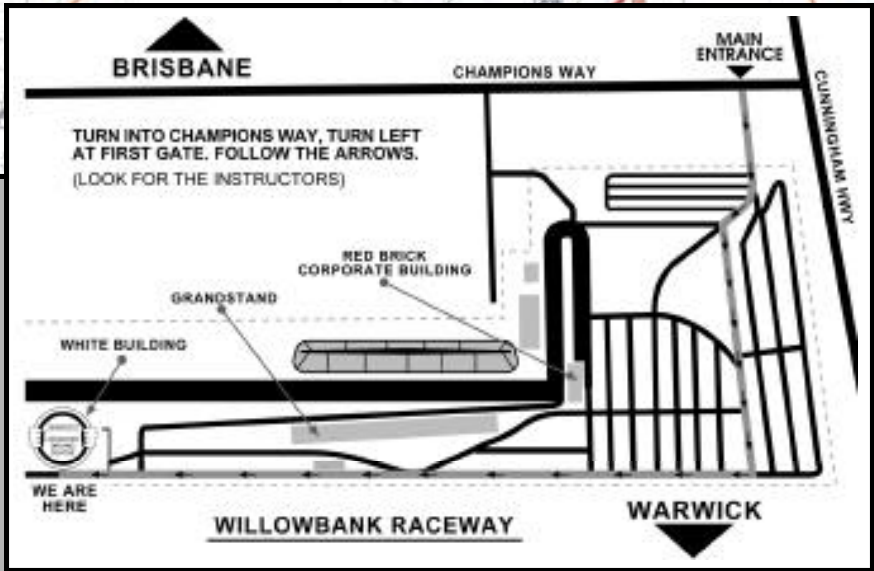 BRISBANE
MAIN
ENTRANCE
CHAMPIONS WAY
CUNNINGHAM HWY
TURN INTO CHAMPIONS WAY, TURN LEFT
AT FIRST GATE. FOLLOW THE ARROWS.
(LOOK FOR THE INSTRUCTORS)
RED BRICK
CORPORATE BUILDING
GRANDSTAND
WHITE BUILDING
WE ARE
HERE
WILLOWBANK RACEWAY
WARWICK